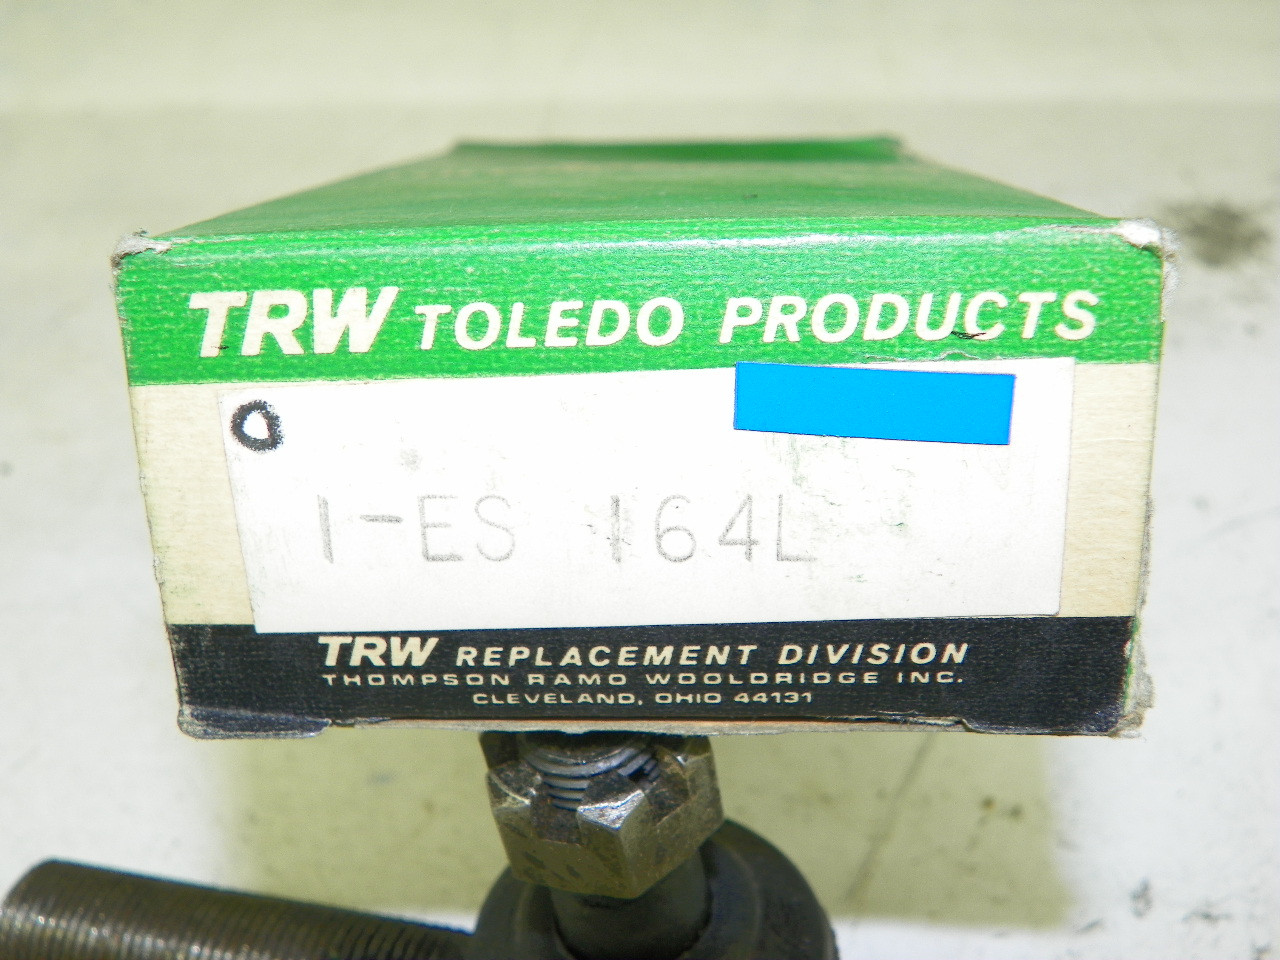 TRW TOLEDO PRODUCTS
1-ES 164L
TRW REPLACEMENT DIVISION
THOMPSON RAMO WOOLDRIDGE INC.
CLEVELAND, OHIO 44131